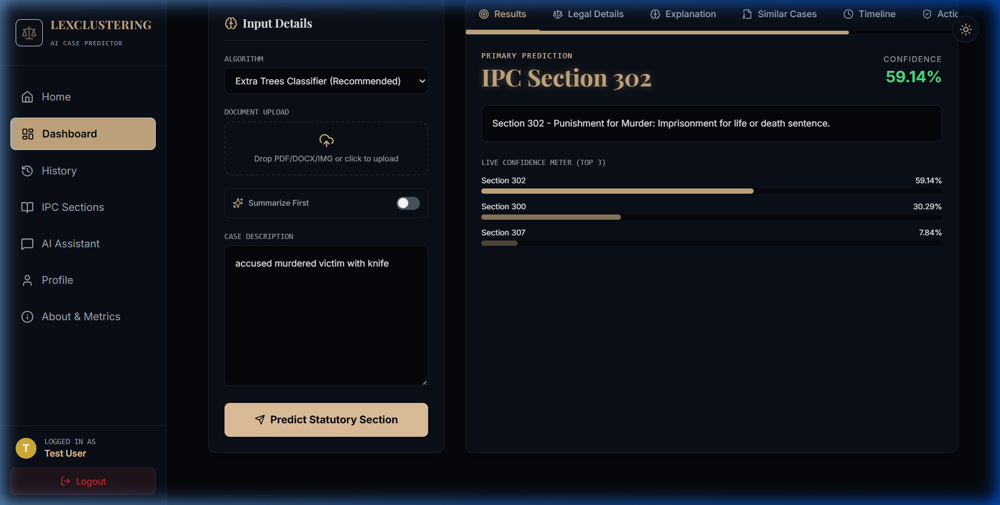 LEXCLUSTERING
AI CASE PREDICTOR
Home
Dashboard
History
IPC Sections
AI Assistant
Profile
About & Metrics
LOGGED IN AS
T
Test User
Logout
Input Details
ALGORITHM
Extra Trees Classifier (Recommended)
DOCUMENT UPLOAD
Drop PDF/DOCX/IMG or click to upload
Summarize First
CASE DESCRIPTION
accused murdered victim with knife
Predict Statutory Section
Results Legal Details Explanation Similar Cases Timeline Actic
PRIMARY PREDICTION
IPC Section 302
CONFIDENCE
59.14%
Section 302 - Punishment for Murder: Imprisonment for life or death sentence.
LIVE CONFIDENCE METER (TOP 3)
Section 302 59.14%
Section 300 30.29%
Section 307 7.84%